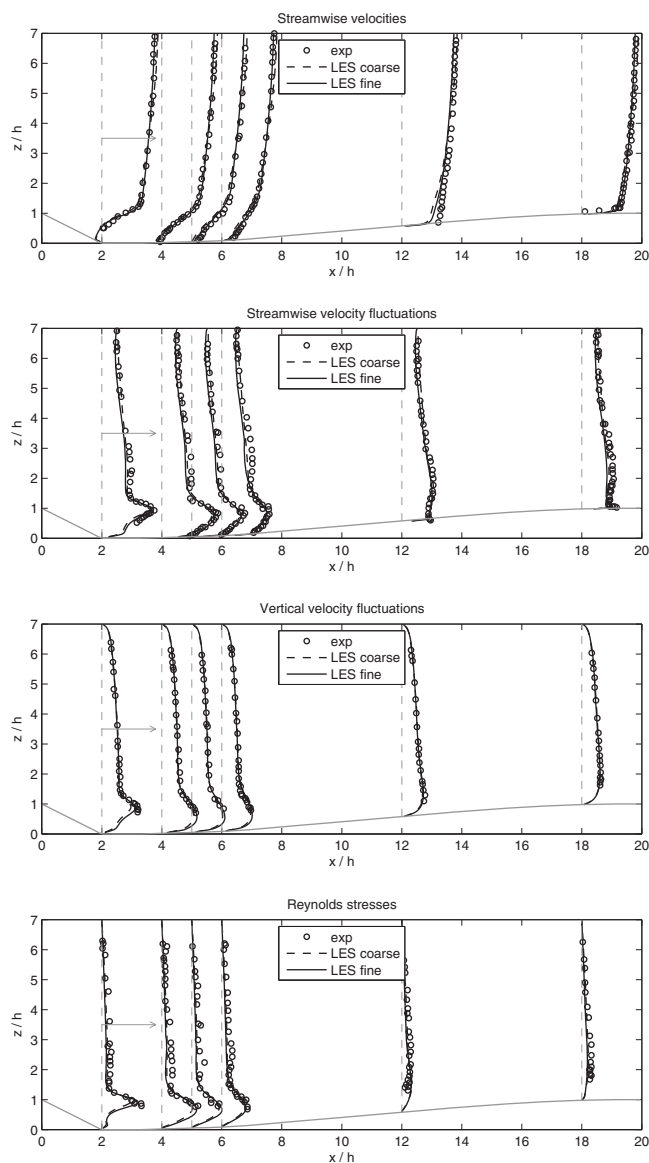 Streamwise velocities
7
6
5
4
3
2
1
0
z / h
exp
LES coarse
LES fine
0 2 4 6 8 10 12 14 16 18 20
x / h
Streamwise velocity fluctuations
7
6
5
4
3
2
1
0
z / h
exp
LES coarse
LES fine
0 2 4 6 8 10 12 14 16 18 20
x / h
Vertical velocity fluctuations
7
6
5
4
3
2
1
0
z / h
exp
LES coarse
LES fine
0 2 4 6 8 10 12 14 16 18 20
x / h
Reynolds stresses
7
6
5
4
3
2
1
0
z / h
exp
LES coarse
LES fine
0 2 4 6 8 10 12 14 16 18 20
x / h